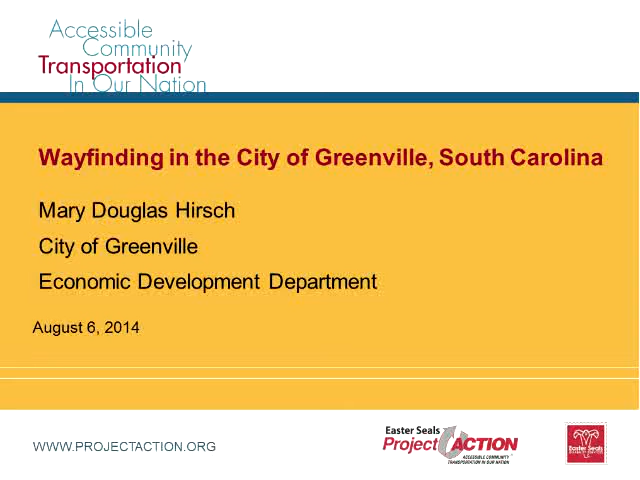 Accessible
Community
Transportation
In Our Nation
Wayfinding in the City of Greenville, South Carolina
Mary Douglas Hirsch
City of Greenville
Economic Development Department
August 6, 2014
WWW.PROJECTACTION.ORG
Easter Seals
Project ACTION
ACCESSIBLE COMMUNITY
TRANSPORTATION IN OUR NATION
Easter Seals